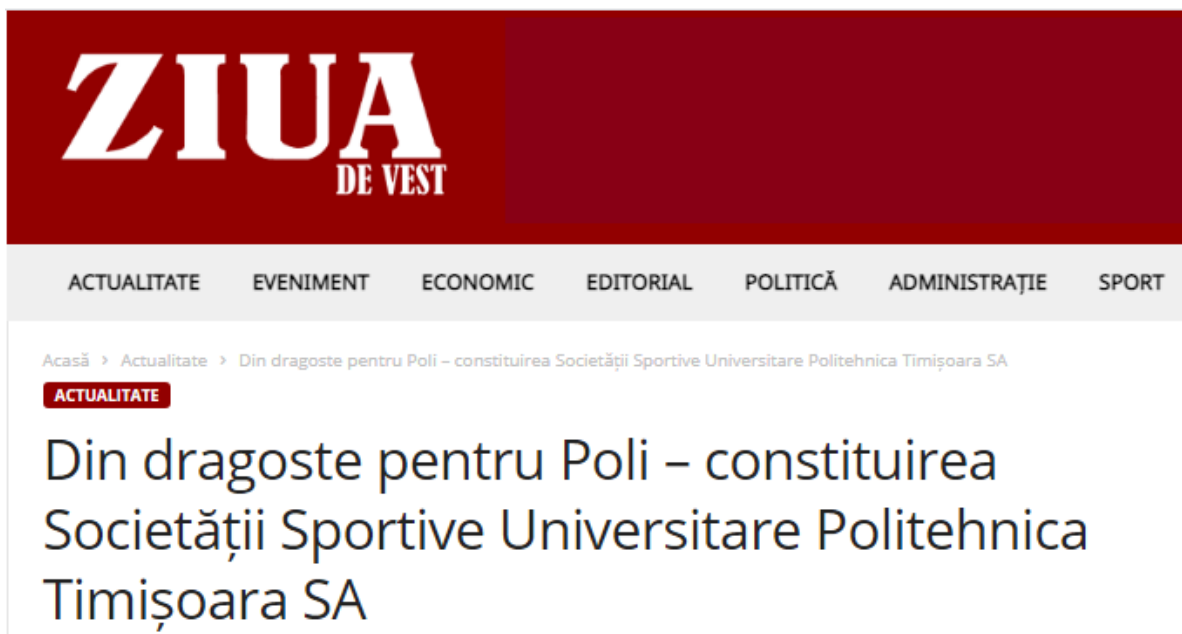 ZIUA
DE VEST
ACTUALITATE EVENIMENT ECONOMIC EDITORIAL POLITICĂ ADMINISTRAȚIE SPORT
Acasă › Actualitate › Din dragoste pentru Poli – constituirea Societății Sportive Universitare Politehnica Timișoara SA
ACTUALITATE
Din dragoste pentru Poli – constituirea
Societății Sportive Universitare Politehnica
Timișoara SA